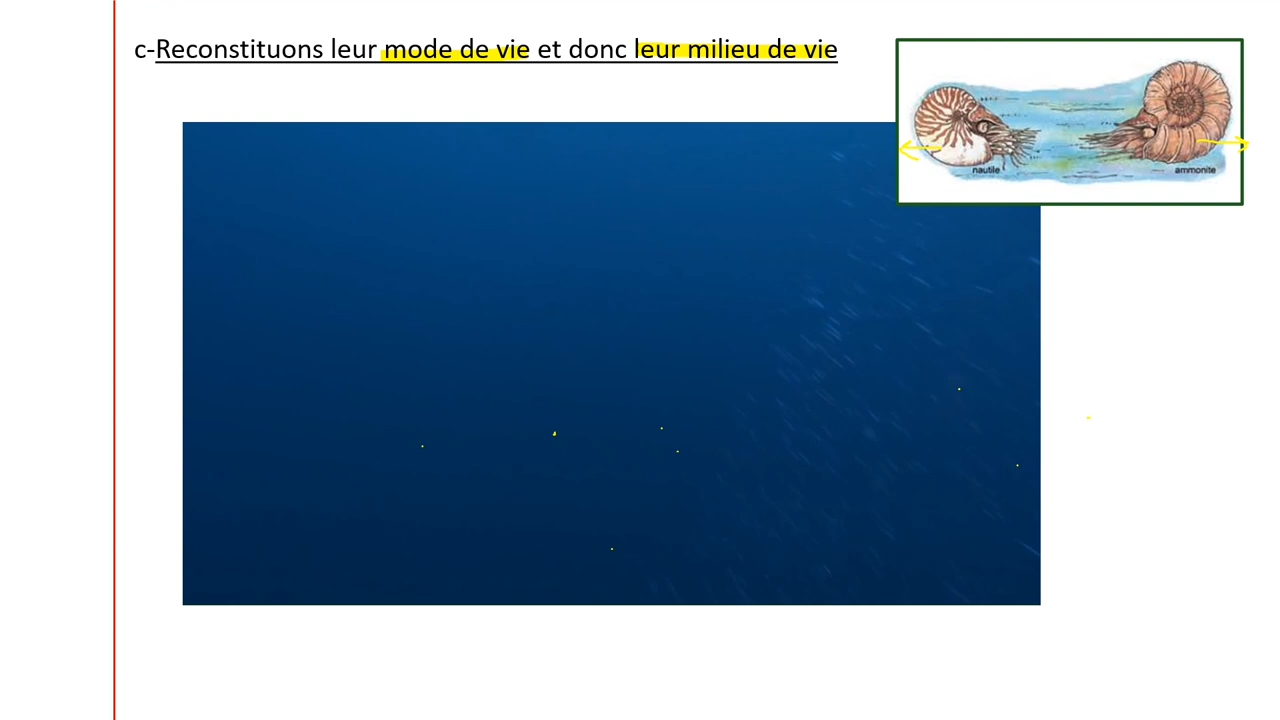 c-Reconstituons leur mode de vie et donc leur milieu de vie
nautile
ammonite